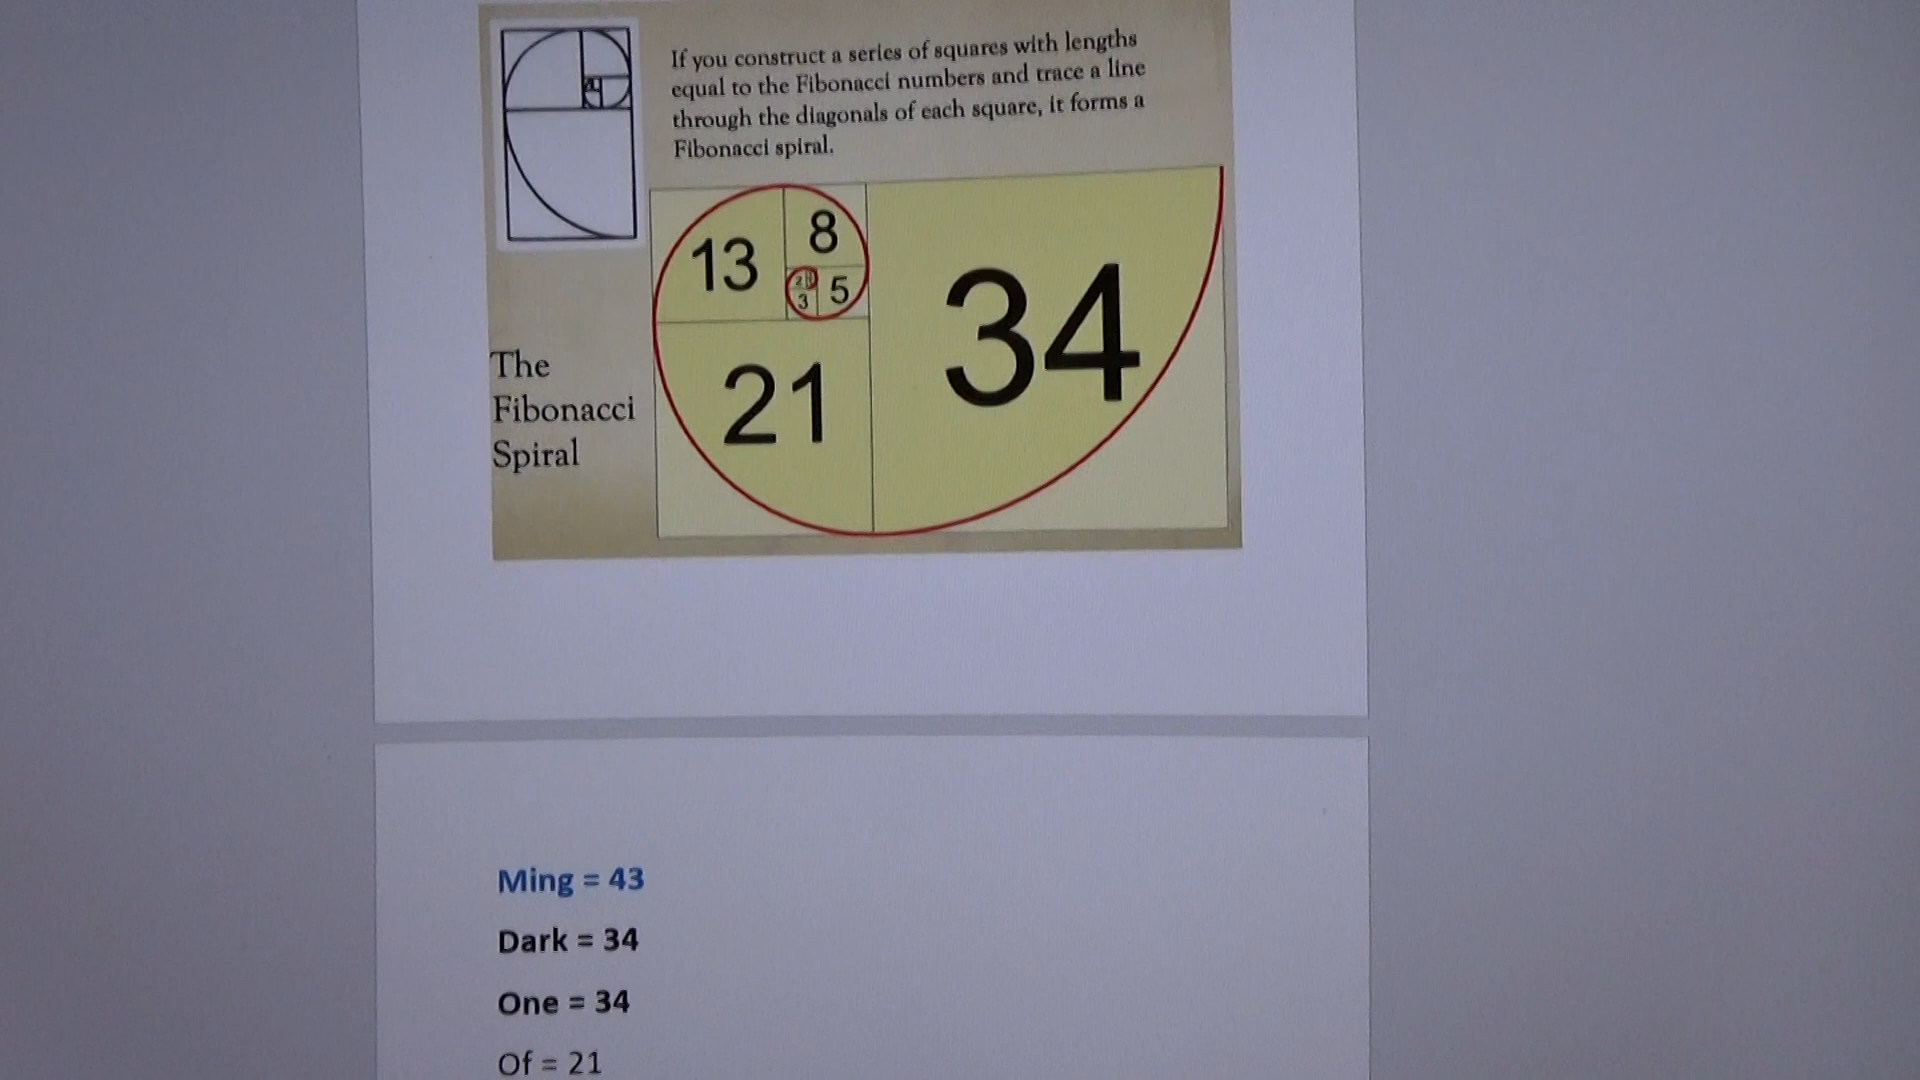 If you construct a series of squares with lengths
equal to the Fibonacci numbers and trace a line
through the diagonals of each square, it forms a
Fibonacci spiral.
13
8
2
3
5
21
34
The
Fibonacci
Spiral
Ming = 43
Dark = 34
One = 34
Of = 21